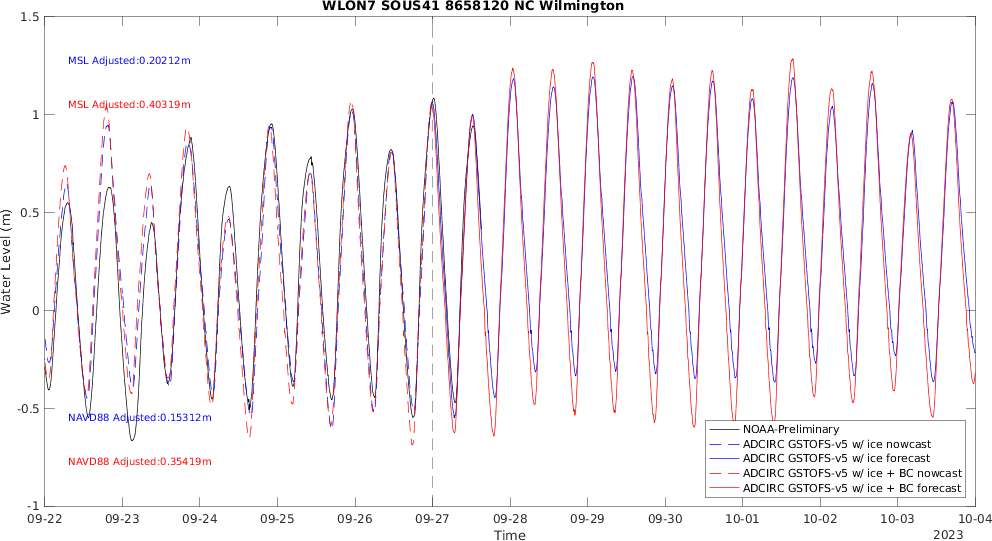 WLON7 SOUS41 8658120 NC Wilmington
1.5
1
0.5
0
-0.5
-1
Water Level (m)
MSL Adjusted:0.20212m
MSL Adjusted:0.40319m
NAVD88 Adjusted:0.15312m
NAVD88 Adjusted:0.35419m
NOAA-Preliminary
ADCIRC GSTOFS-v5 w/ ice nowcast
ADCIRC GSTOFS-v5 w/ ice forecast
ADCIRC GSTOFS-v5 w/ ice + BC nowcast
ADCIRC GSTOFS-v5 w/ ice + BC forecast
09-22 09-23 09-24 09-25 09-26 09-27 09-28 09-29 09-30 10-01 10-02 10-03 10-04
Time
2023